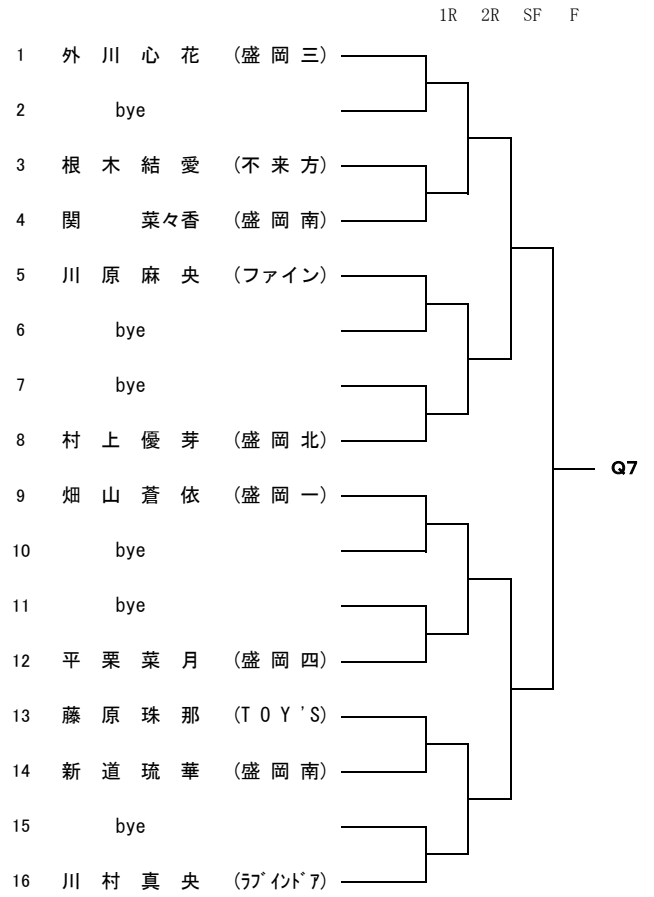 1R 2R SF F
1 外 川 心 花 (盛 岡 三)
2 bye
3 根 木 結 愛 (不 来 方)
4 関 菜々香 (盛 岡 南)
5 川 原 麻 央 (ファイン)
6 bye
7 bye
8 村 上 優 芽 (盛 岡 北)
Q7
9 畑 山 蒼 依 (盛 岡 一)
10 bye
11 bye
12 平 栗 菜 月 (盛 岡 四)
13 藤 原 珠 那 (T O Y 'S)
14 新 道 琉 華 (盛 岡 南)
15 bye
16 川 村 真 央 (ﾗﾌﾞｲﾝﾄﾞｱ)